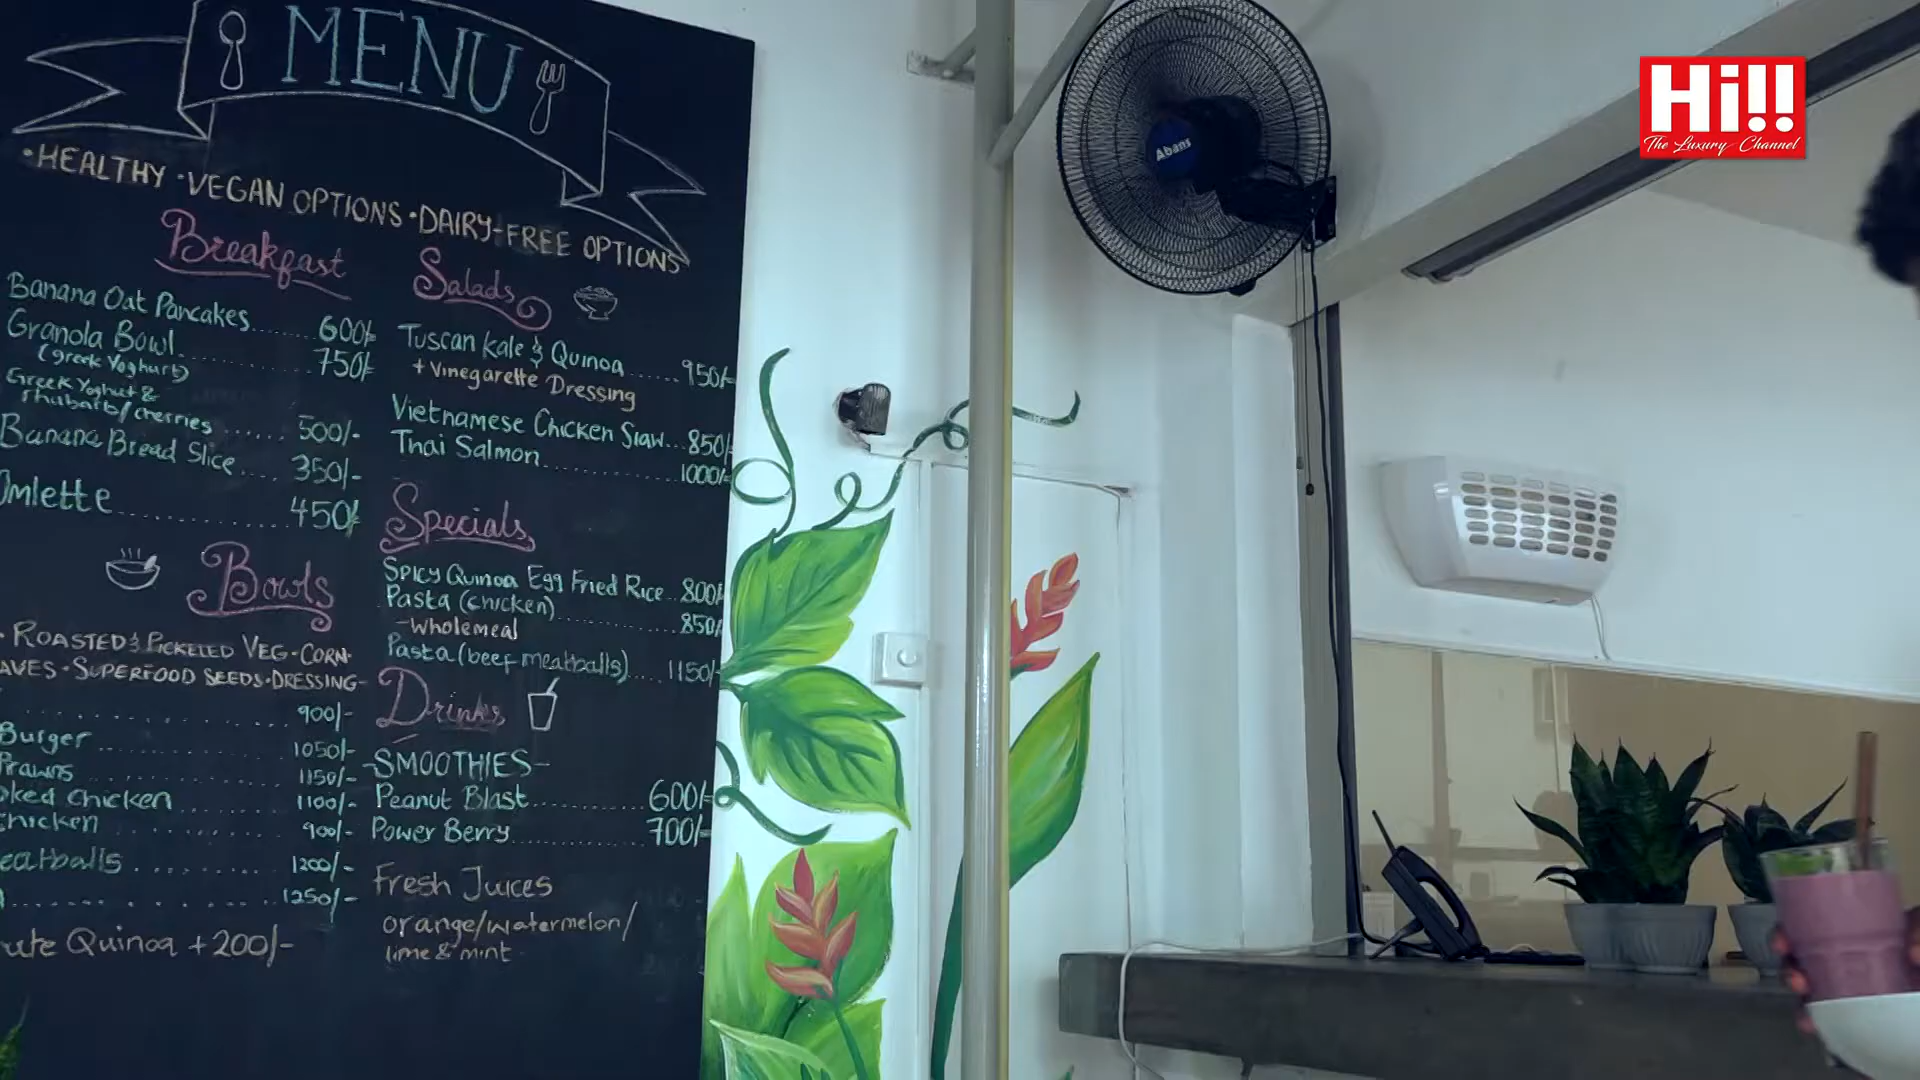 MENU
•HEALTHY •VEGAN OPTIONS •DAIRY-FREE OPTIONS
Breakfast
Banana Oat Pancakes....... 600/-
Granola Bowl............. 750/-
(greek Yoghurt)
Greek Yoghut &
rhubarb/cherries ...... 500/-
Banana Bread Slice.... 350/-
Omlette............... 450/-
Bowls
• ROASTED & PICKELED VEG • CORN •
AVES • SUPERFOOD SEEDS • DRESSING -
.................. 900/-
Burger ............... 1050/-
Prawns ............... 1150/-
oked Chicken ......... 1100/-
Chicken .............. 900/-
eatballs ............. 1200/-
.................. 1250/-
ute Quinoa +200/-
Salads
Tuscan kale & Quinoa ...... 950/-
+ Vinegarette Dressing
Vietnamese Chicken Slaw... 850/-
Thai Salmon............. 1000/-
Specials
Spicy Quinoa Egg Fried Rice .. 800/-
Pasta (chicken) ............ 850/-
- wholemeal
Pasta (beef meatballs) .... 1150/-
Drinks
-SMOOTHIES-
Peanut Blast............ 600/-
Power Berry............. 700/-
Fresh Juices
orange/watermelon/
lime & mint
Abans
Hi!!
The Luxury Channel